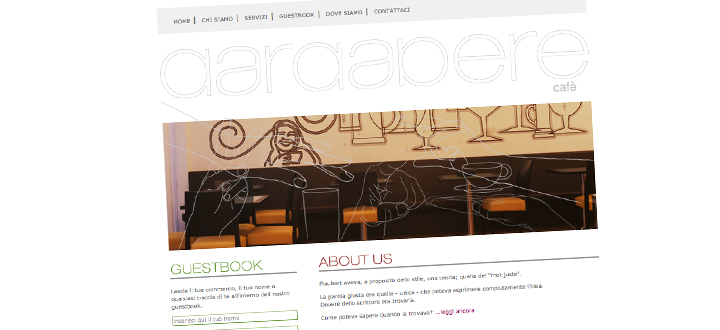 HOME | CHI SIAMO | SERVIZI | GUESTBOOK | DOVE SIAMO | CONTATTECI
dardapere
cafè
GUESTBOOK
Lascia il tuo commento, il tuo nome o
qualsiasi traccia di te all'interno del nostro
guestbook.
Inserisci qui il tuo nome
ABOUT US
Flaubert aveva, a proposito dello stile, una teoria; quella del "mot juste".
La parola giusta era quella - unica - che poteva esprimere compiutamente l'idea.
Dovere dello scrittore era trovarla.
Come poteva sapere quando la trovava? ...leggi ancora